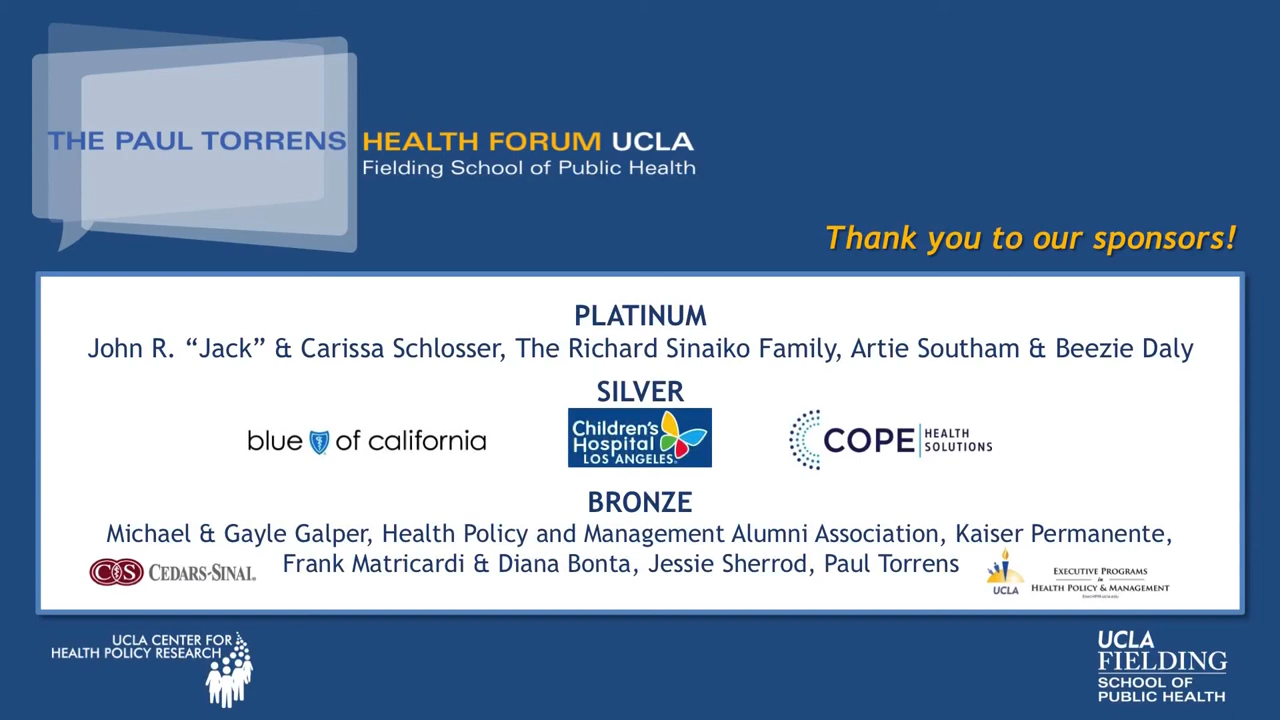 THE PAUL TORRENS HEALTH FORUM UCLA
Fielding School of Public Health
Thank you to our sponsors!
PLATINUM
John R. “Jack” & Carissa Schlosser, The Richard Sinaiko Family, Artie Southam & Beezie Daly
SILVER
blue of california
Children's
Hospital
LOS ANGELES
COPE HEALTH
SOLUTIONS
BRONZE
Michael & Gayle Galper, Health Policy and Management Alumni Association, Kaiser Permanente,
Frank Matricardi & Diana Bonta, Jessie Sherrod, Paul Torrens
CEDARS-SINAI
UCLA
EXECUTIVE PROGRAMS
in
HEALTH POLICY & MANAGEMENT
UCLA CENTER FOR
HEALTH POLICY RESEARCH
UCLA
FIELDING
SCHOOL OF
PUBLIC HEALTH